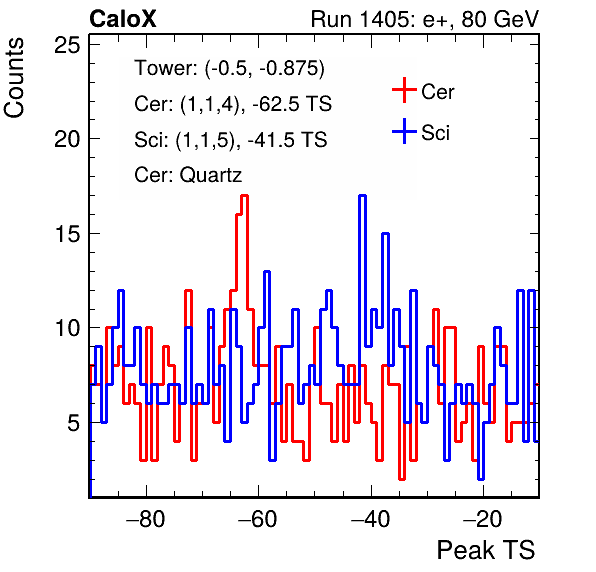 CaloX Run 1405: e+, 80 GeV
Counts
25
20
15
10
5
Tower: (-0.5, -0.875)
Cer: (1,1,4), -62.5 TS
Sci: (1,1,5), -41.5 TS
Cer: Quartz
Cer
Sci
−80 −60 −40 −20
Peak TS